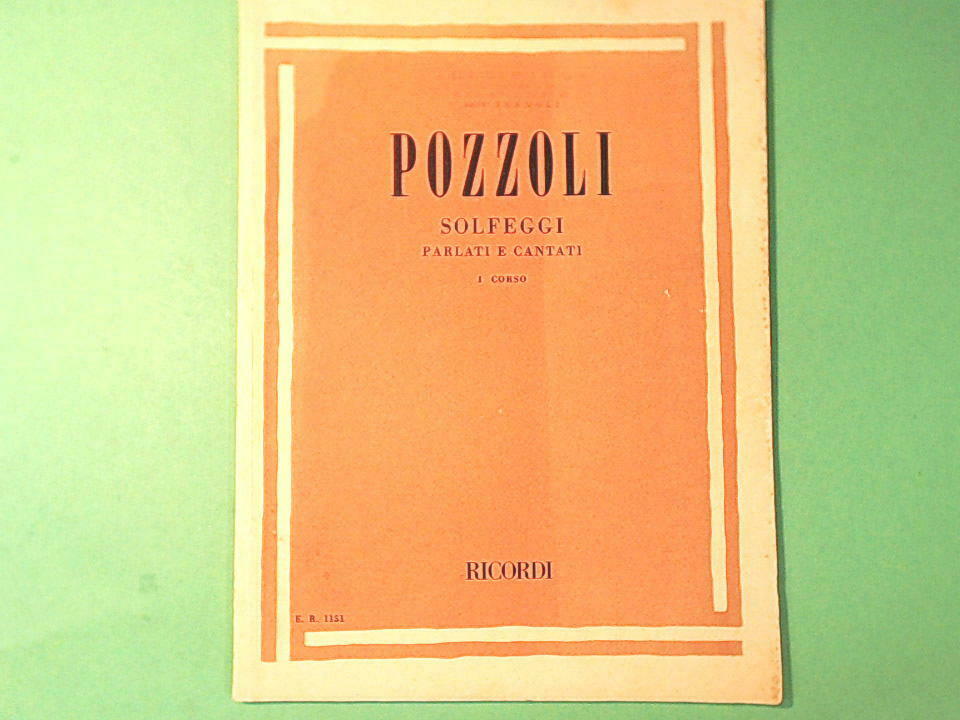 POZZOLI
SOLFEGGI
PARLATI E CANTATI
I CORSO
RICORDI
E. R. 1151